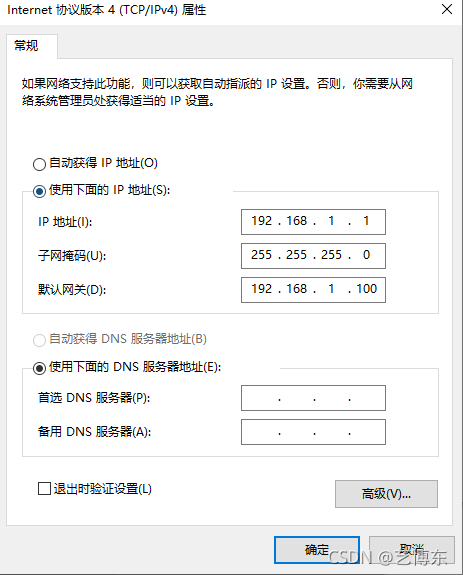 Internet 协议版本 4 (TCP/IPv4) 属性
常规
如果网络支持此功能，则可以获取自动指派的 IP 设置。否则，你需要从网
络系统管理员处获得适当的 IP 设置。
自动获得 IP 地址(O)
使用下面的 IP 地址(S):
IP 地址(I): 192 . 168 . 1 . 1
子网掩码(U): 255 . 255 . 255 . 0
默认网关(D): 192 . 168 . 1 . 100
自动获得 DNS 服务器地址(B)
使用下面的 DNS 服务器地址(E):
首选 DNS 服务器(P): . . .
备用 DNS 服务器(A): . . .
退出时验证设置(L)
高级(V)...
确定 取消
CSDN @艺博东